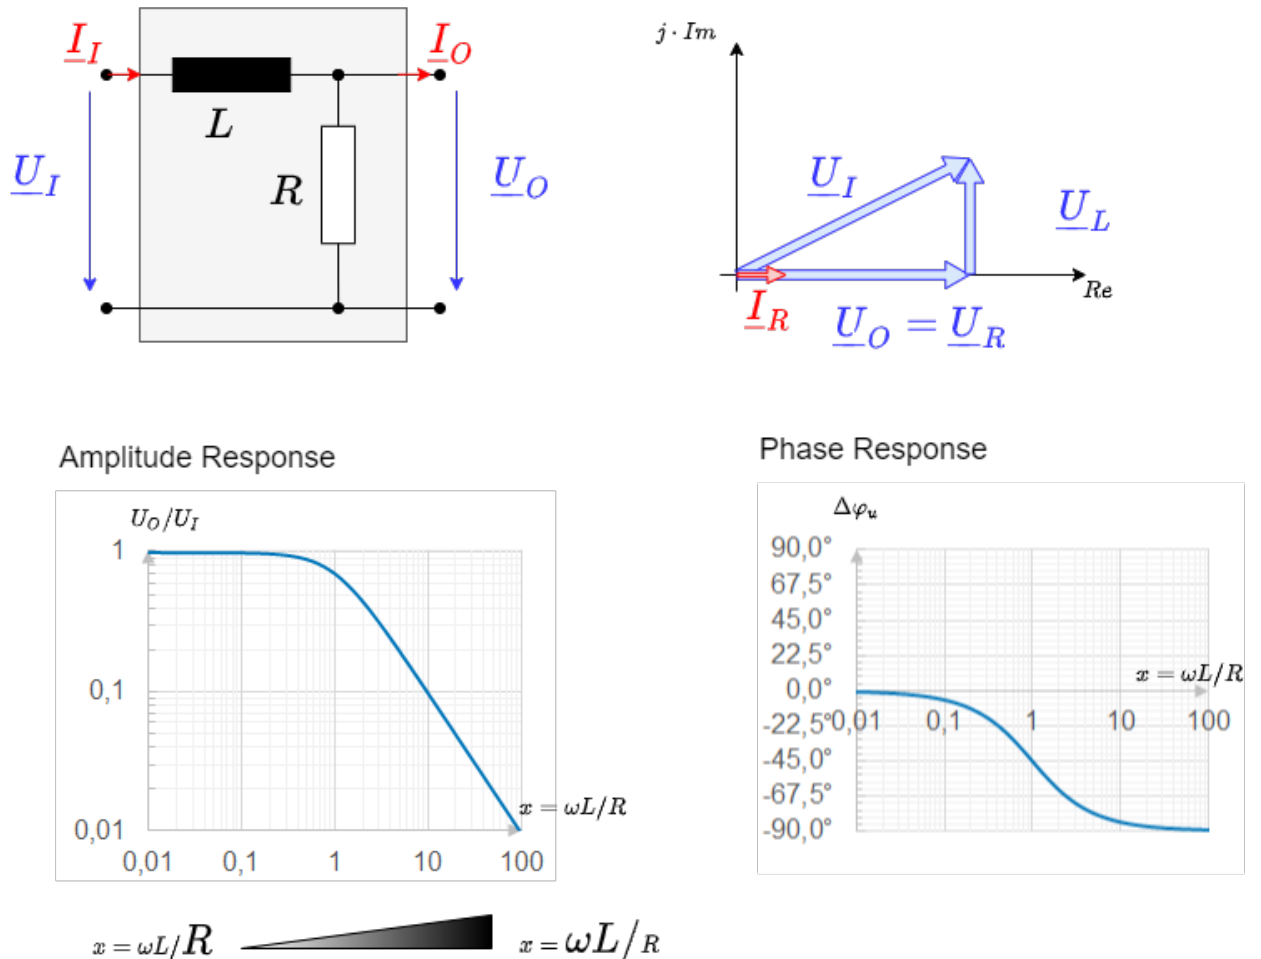 I_I
I_O
L
U_I
R
U_O
j · Im
U_I
U_L
Re
I_R
U_O = U_R
Amplitude Response
U_O/U_I
1
0,1
0,01
x = ωL/R
0,01 0,1 1 10 100
Phase Response
Δφ_u
90,0°
67,5°
45,0°
22,5°
x = ωL/R
0,0°
-22,5° 0,01 0,1 1 10 100
-45,0°
-67,5°
-90,0°
x = ωL/R
x = ωL/R